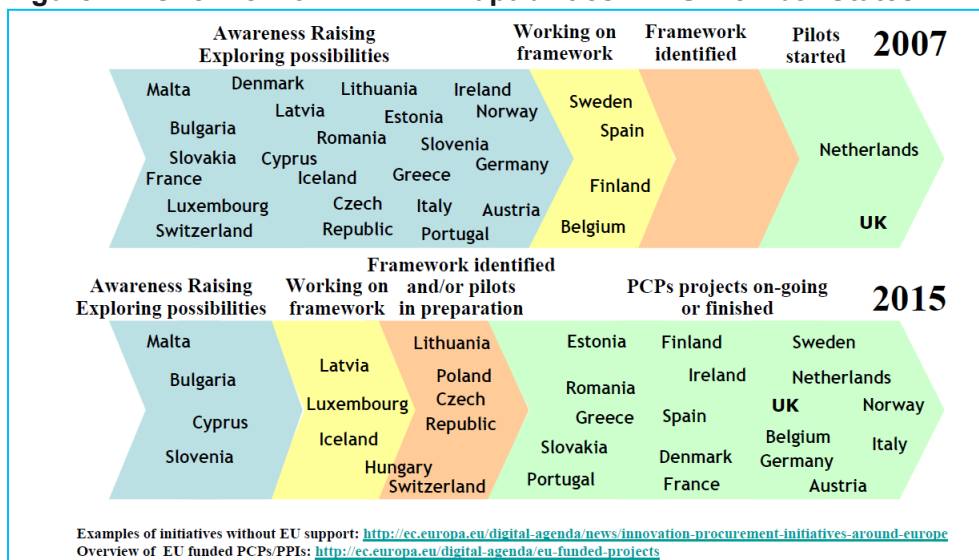 Awareness Raising
Exploring possibilities
Working on
framework
Framework
identified
Pilots
started
2007
Malta
Denmark
Lithuania
Ireland
Latvia
Estonia
Norway
Bulgaria
Romania
Slovenia
Slovakia
Cyprus
Germany
France
Iceland
Greece
Luxembourg
Czech
Republic
Italy
Austria
Switzerland
Portugal
Sweden
Spain
Finland
Belgium
Netherlands
UK
Awareness Raising
Exploring possibilities
Working on
framework
Framework identified
and/or pilots
in preparation
PCPs projects on-going
or finished
2015
Malta
Bulgaria
Cyprus
Slovenia
Latvia
Luxembourg
Iceland
Hungary
Lithuania
Poland
Czech
Republic
Switzerland
Estonia
Finland
Sweden
Romania
Ireland
Netherlands
Greece
Spain
UK
Norway
Slovakia
Belgium
Italy
Denmark
Germany
Portugal
France
Austria
Examples of initiatives without EU support: http://ec.europa.eu/digital-agenda/news/innovation-procurement-initiatives-around-europe
Overview of EU funded PCPs/PPIs: http://ec.europa.eu/digital-agenda/eu-funded-projects